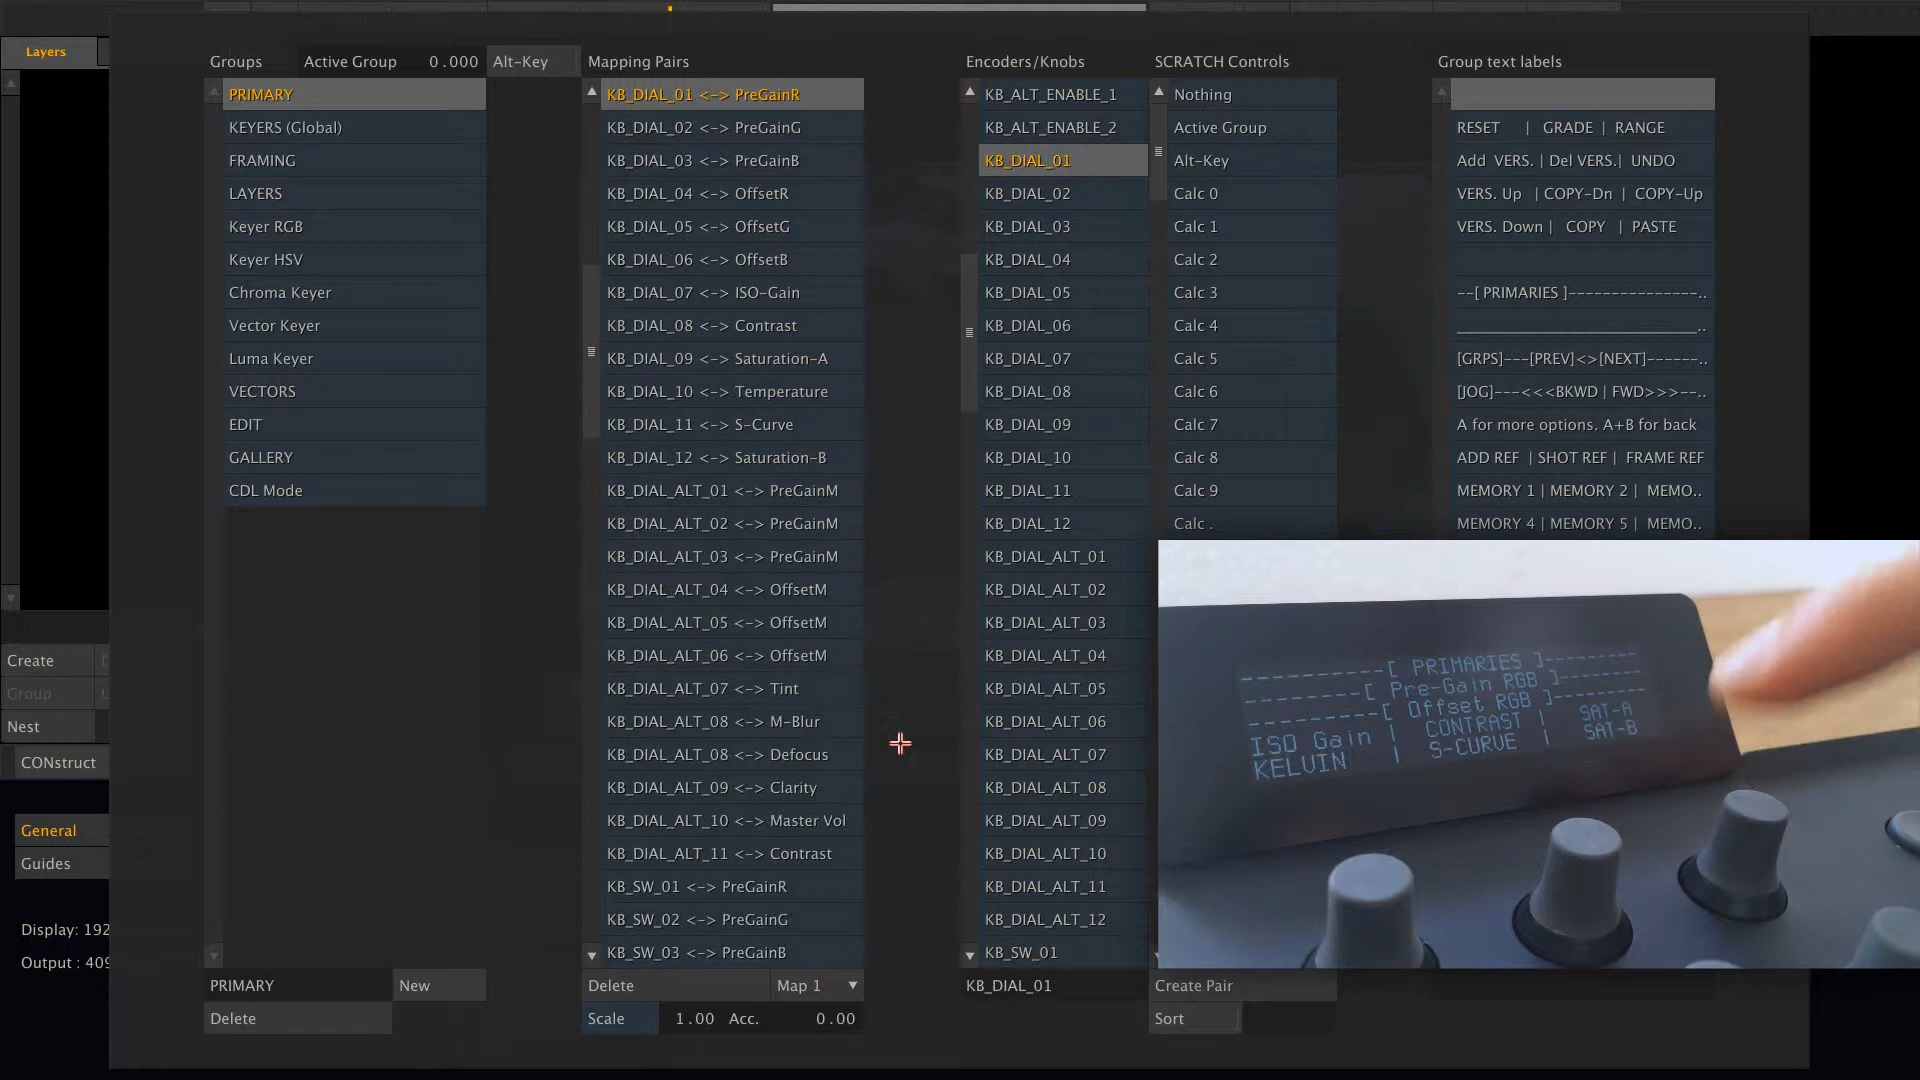 Layers
Groups
Active Group 0.000
Alt-Key
Mapping Pairs
Encoders/Knobs
SCRATCH Controls
Group text labels
PRIMARY
KEYERS (Global)
FRAMING
LAYERS
Keyer RGB
Keyer HSV
Chroma Keyer
Vector Keyer
Luma Keyer
VECTORS
EDIT
GALLERY
CDL Mode
PRIMARY
New
Delete
KB_DIAL_01 <-> PreGainR
KB_DIAL_02 <-> PreGainG
KB_DIAL_03 <-> PreGainB
KB_DIAL_04 <-> OffsetR
KB_DIAL_05 <-> OffsetG
KB_DIAL_06 <-> OffsetB
KB_DIAL_07 <-> ISO-Gain
KB_DIAL_08 <-> Contrast
KB_DIAL_09 <-> Saturation-A
KB_DIAL_10 <-> Temperature
KB_DIAL_11 <-> S-Curve
KB_DIAL_12 <-> Saturation-B
KB_DIAL_ALT_01 <-> PreGainM
KB_DIAL_ALT_02 <-> PreGainM
KB_DIAL_ALT_03 <-> PreGainM
KB_DIAL_ALT_04 <-> OffsetM
KB_DIAL_ALT_05 <-> OffsetM
KB_DIAL_ALT_06 <-> OffsetM
KB_DIAL_ALT_07 <-> Tint
KB_DIAL_ALT_08 <-> M-Blur
KB_DIAL_ALT_08 <-> Defocus
KB_DIAL_ALT_09 <-> Clarity
KB_DIAL_ALT_10 <-> Master Vol
KB_DIAL_ALT_11 <-> Contrast
KB_SW_01 <-> PreGainR
KB_SW_02 <-> PreGainG
KB_SW_03 <-> PreGainB
Delete
Map 1
Scale 1.00 Acc. 0.00
KB_ALT_ENABLE_1
KB_ALT_ENABLE_2
KB_DIAL_01
KB_DIAL_02
KB_DIAL_03
KB_DIAL_04
KB_DIAL_05
KB_DIAL_06
KB_DIAL_07
KB_DIAL_08
KB_DIAL_09
KB_DIAL_10
KB_DIAL_11
KB_DIAL_12
KB_DIAL_ALT_01
KB_DIAL_ALT_02
KB_DIAL_ALT_03
KB_DIAL_ALT_04
KB_DIAL_ALT_05
KB_DIAL_ALT_06
KB_DIAL_ALT_07
KB_DIAL_ALT_08
KB_DIAL_ALT_09
KB_DIAL_ALT_10
KB_DIAL_ALT_11
KB_DIAL_ALT_12
KB_SW_01
KB_DIAL_01
Nothing
Active Group
Alt-Key
Calc 0
Calc 1
Calc 2
Calc 3
Calc 4
Calc 5
Calc 6
Calc 7
Calc 8
Calc 9
Calc .
Create Pair
Sort
RESET | GRADE | RANGE
Add VERS. | Del VERS.| UNDO
VERS. Up | COPY-Dn | COPY-Up
VERS. Down | COPY | PASTE
--[ PRIMARIES ]---------------..
______________________________..
[GRPS]---[PREV]<>[NEXT]------..
[JOG]---<<<BKWD | FWD>>>--..
A for more options. A+B for back
ADD REF | SHOT REF | FRAME REF
MEMORY 1 | MEMORY 2 | MEMO..
MEMORY 4 | MEMORY 5 | MEMO..
----------[ PRIMARIES ]--------
--------[ Pre-Gain RGB ]-------
---------[ Offset RGB ]--------
ISO Gain | CONTRAST | SAT-A
KELVIN | S-CURVE | SAT-B
Create
Group
Nest
CONstruct
General
Guides
Display: 192
Output : 409